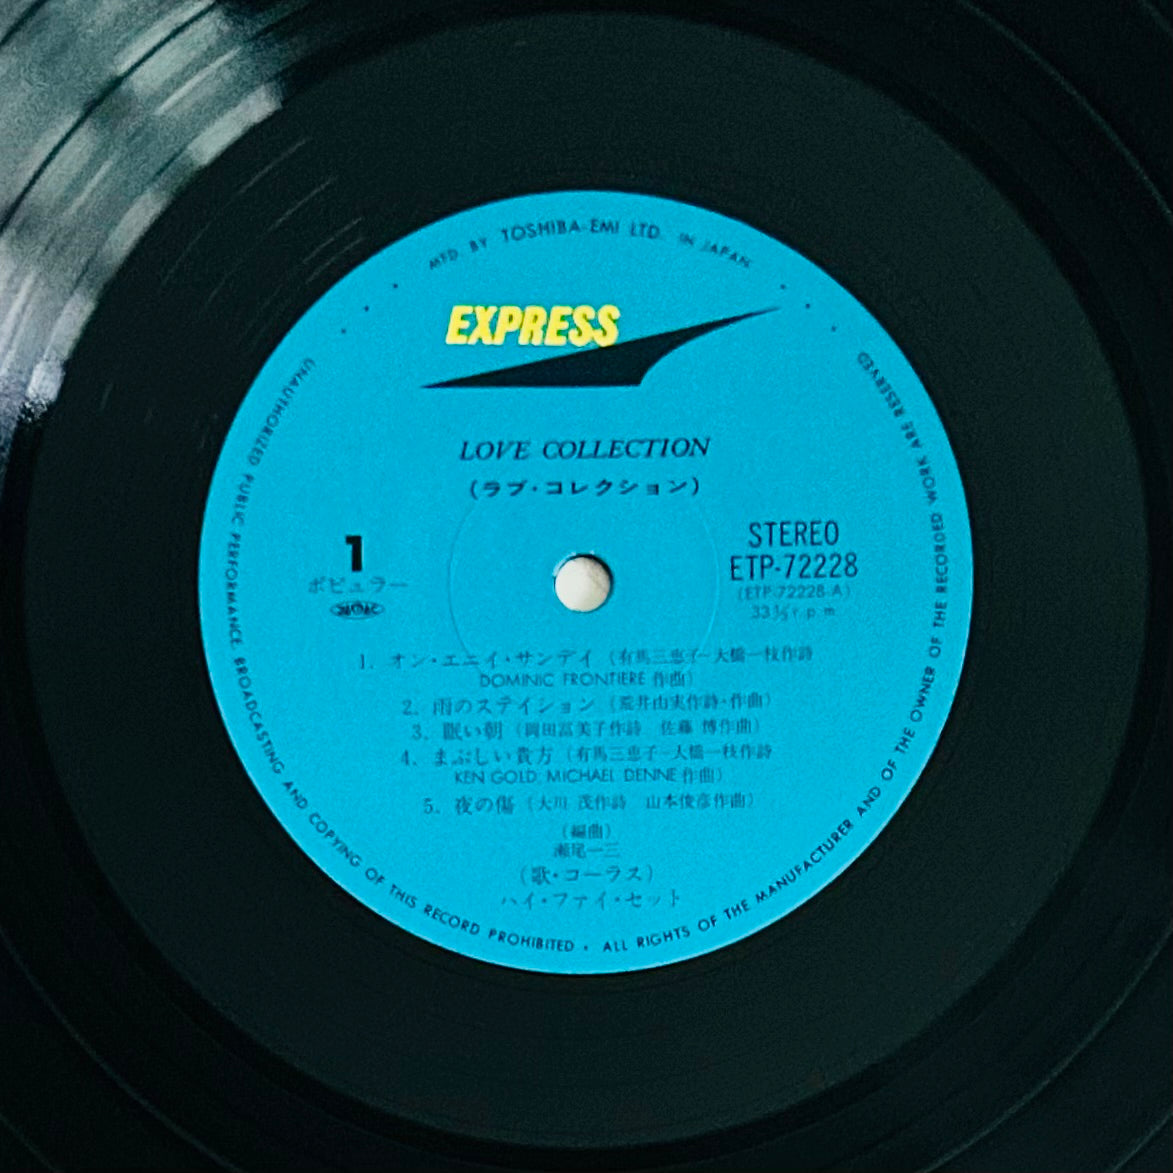 MFD BY TOSHIBA-EMI LTD. IN JAPAN
EXPRESS
LOVE COLLECTION
(ラブ・コレクション)
1
ポピュラー
STEREO
ETP-72228
(ETP-72228-A)
33⅓r.p.m
1. オン・エニイ・サンデイ (有馬三恵子-大橋一枝作詩
DOMINIC FRONTIERE 作曲)
2. 雨のステイション (荒井由実作詩・作曲)
3. 眠い朝 (岡田冨美子作詩 佐藤 博作曲)
4. まぶしい貴方 (有馬三恵子-大橋一枝作詩
KEN GOLD, MICHAEL DENNE 作曲)
5. 夜の傷 (大川 茂作詩 山本俊彦作曲)
(編曲)
瀬尾一三
(歌・コーラス)
ハイ・ファイ・セット
UNAUTHORIZED PUBLIC PERFORMANCE, BROADCASTING AND COPYING OF THIS RECORD PROHIBITED • ALL RIGHTS OF THE MANUFACTURER AND OF THE OWNER OF THE RECORDED WORK ARE RESERVED